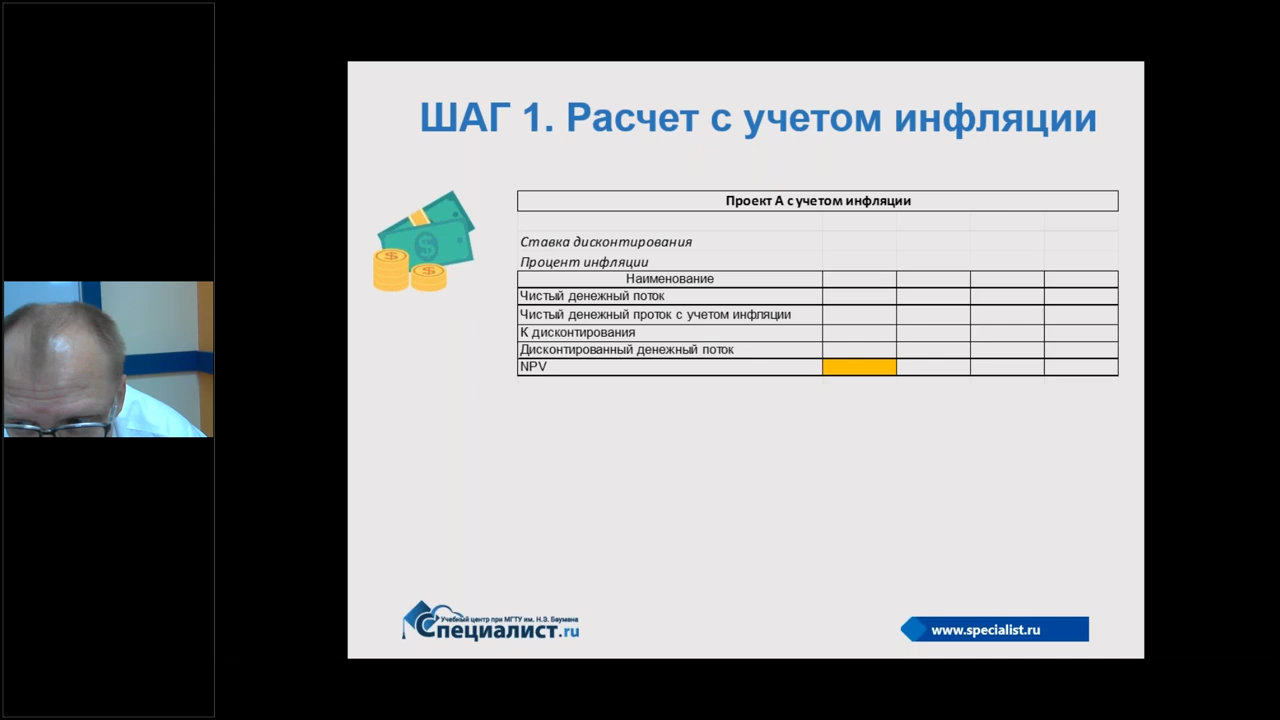 ШАГ 1. Расчет с учетом инфляции
Проект А с учетом инфляции
Ставка дисконтирования
Процент инфляции
Наименование
Чистый денежный поток
Чистый денежный проток с учетом инфляции
К дисконтирования
Дисконтированный денежный поток
NPV
Учебный центр при МГТУ им. Н.Э. Баумана
Специалист.ru
www.specialist.ru